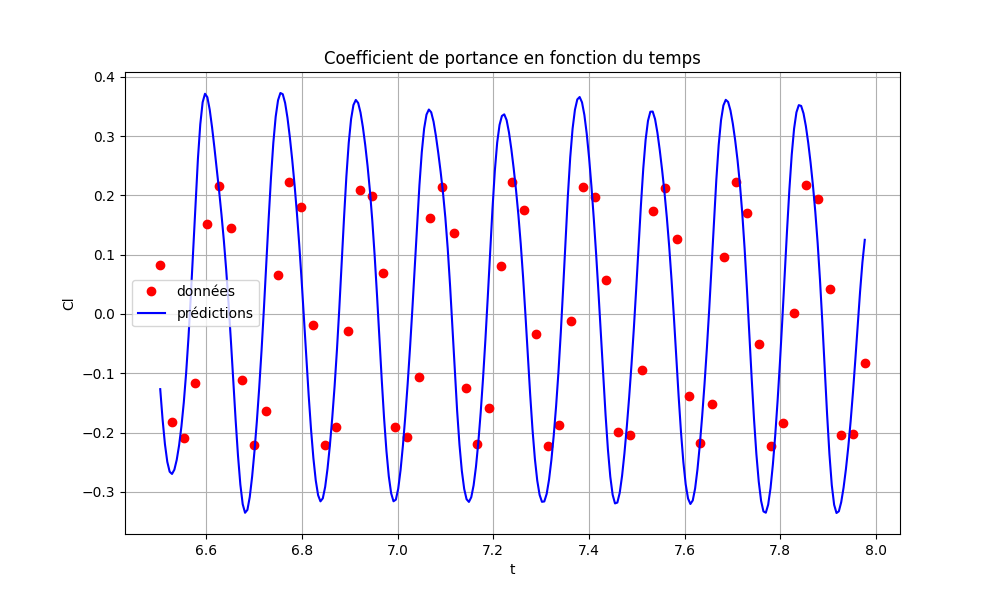 Coefficient de portance en fonction du temps
0.4
0.3
0.2
0.1
0.0
−0.1
−0.2
−0.3
Cl
données
prédictions
6.6 6.8 7.0 7.2 7.4 7.6 7.8 8.0
t